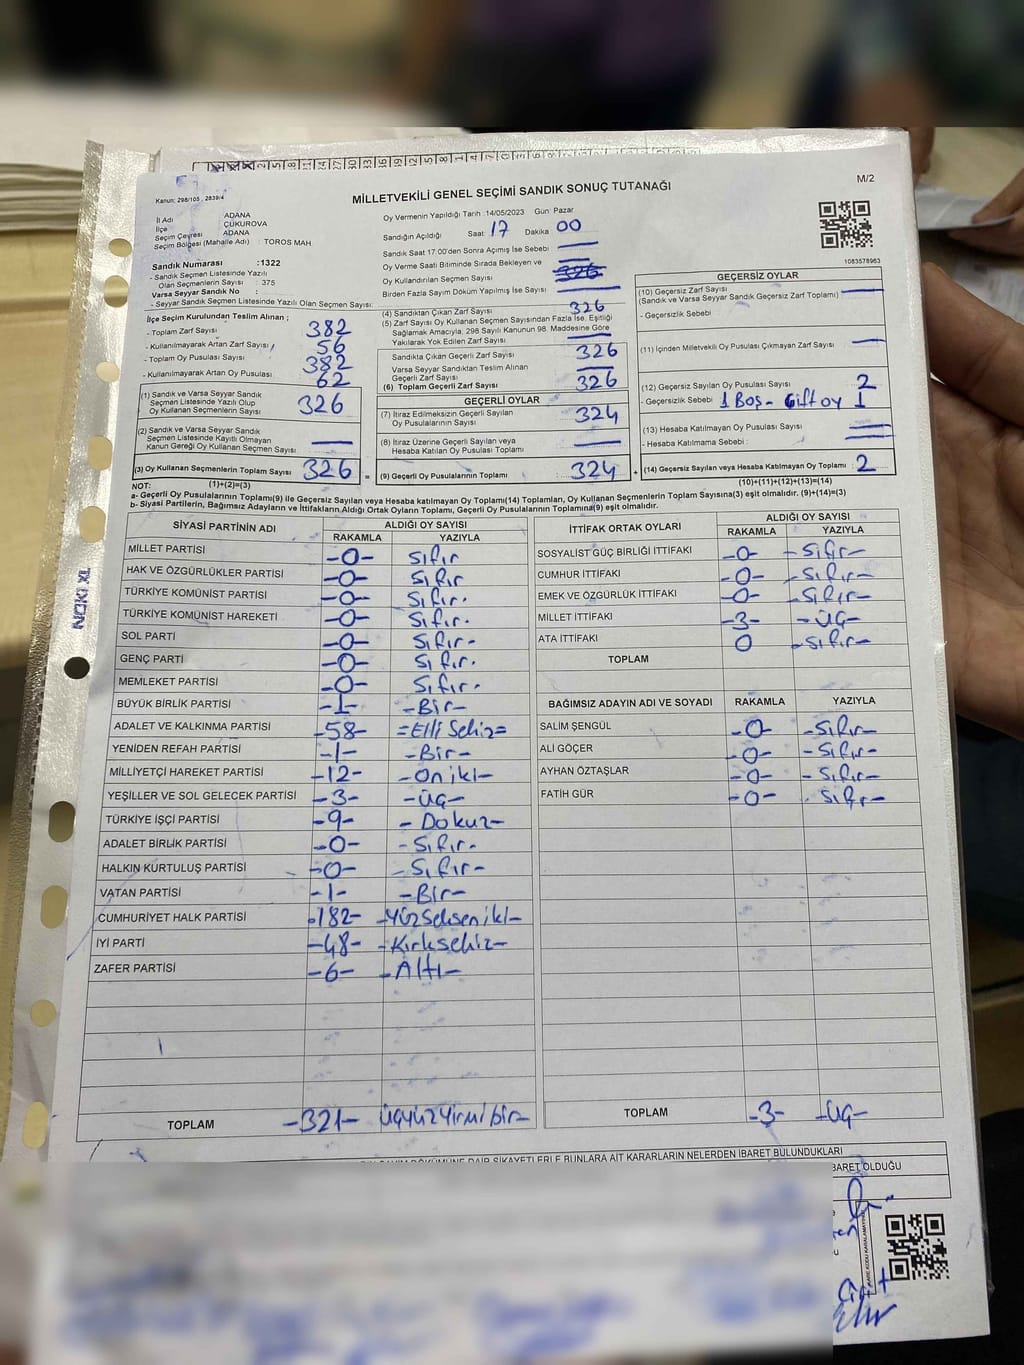 MİLLETVEKİLİ GENEL SEÇİMİ SANDIK SONUÇ TUTANAĞI
M/2
Kanun: 298/105 , 2839/4
İl Adı ADANA
İlçe ÇUKUROVA
Seçim Çevresi ADANA
Seçim Bölgesi (Mahalle Adı) : TOROS MAH
Sandık Numarası :1322
- Sandık Seçmen Listesinde Yazılı
Olan Seçmenlerin Sayısı : 375
Varsa Seyyar Sandık No :
- Seyyar Sandık Seçmen Listesinde Yazılı Olan Seçmen Sayısı:
Oy Vermenin Yapıldığı Tarih :14/05/2023 Gün: Pazar
Sandığın Açıldığı Saat: 17 Dakika 00
Sandık Saat 17:00'den Sonra Açılmış İse Sebebi
Oy Verme Saati Bitiminde Sırada Bekleyen ve
Oy Kullandırılan Seçmen Sayısı
Birden Fazla Sayım Döküm Yapılmış İse Sayısı
1083578963
İlçe Seçim Kurulundan Teslim Alınan ;
- Toplam Zarf Sayısı 382
- Kullanılmayarak Artan Zarf Sayısı 56
- Toplam Oy Pusulası Sayısı 382
- Kullanılmayarak Artan Oy Pusulası 62
(1) Sandık ve Varsa Seyyar Sandık
Seçmen Listesinde Yazılı Olup
Oy Kullanan Seçmenlerin Sayısı 326
(2) Sandık ve Varsa Seyyar Sandık
Seçmen Listesinde Kayıtlı Olmayan
Kanun Gereği Oy Kullanan Seçmen Sayısı
(3) Oy Kullanan Seçmenlerin Toplam Sayısı 326 =
(4) Sandıktan Çıkan Zarf Sayısı 326
(5) Zarf Sayısı Oy Kullanan Seçmen Sayısından Fazla İse, Eşitliği
Sağlamak Amacıyla, 298 Sayılı Kanunun 98. Maddesine Göre
Yakılarak Yok Edilen Zarf Sayısı
Sandıkta Çıkan Geçerli Zarf Sayısı 326
Varsa Seyyar Sandıktan Teslim Alınan
Geçerli Zarf Sayısı
(6) Toplam Geçerli Zarf Sayısı 326
GEÇERLİ OYLAR
(7) İtiraz Edilmeksizin Geçerli Sayılan
Oy Pusulalarının Sayısı 324
(8) İtiraz Üzerine Geçerli Sayılan veya
Hesaba Katılan Oy Pusulası Toplamı
(9) Geçerli Oy Pusulalarının Toplamı : 324 +
GEÇERSİZ OYLAR
(10) Geçersiz Zarf Sayısı
(Sandık ve Varsa Seyyar Sandık Geçersiz Zarf Toplamı)
- Geçersizlik Sebebi
(11) İçinden Milletvekili Oy Pusulası Çıkmayan Zarf Sayısı
(12) Geçersiz Sayılan Oy Pusulası Sayısı 2
- Geçersizlik Sebebi : 1 Boş - Çift oy 1
(13) Hesaba Katılmayan Oy Pusulası Sayısı
- Hesaba Katılmama Sebebi :
(14) Geçersiz Sayılan veya Hesaba Katılmayan Oy Toplamı : 2
NOT: (1)+(2)=(3)
(10)+(11)+(12)+(13)=(14)
a- Geçerli Oy Pusulalarının Toplamı(9) ile Geçersiz Sayılan veya Hesaba Katılmayan Oy Toplamı(14) Toplamları, Oy Kullanan Seçmenlerin Toplam Sayısına(3) eşit olmalıdır. (9)+(14)=(3)
b- Siyasi Partilerin, Bağımsız Adayların ve İttifakların Aldığı Ortak Oyların Toplamı, Geçerli Oy Pusulalarının Toplamına(9) eşit olmalıdır.
SİYASİ PARTİNİN ADI ALDIĞI OY SAYISI
RAKAMLA YAZIYLA
MİLLET PARTİSİ -0- Sıfır
HAK VE ÖZGÜRLÜKLER PARTİSİ -0- Sıfır
TÜRKİYE KOMÜNİST PARTİSİ -0- Sıfır.
TÜRKİYE KOMÜNİST HAREKETİ -0- Sıfır.
SOL PARTİ -0- Sıfır.
GENÇ PARTİ -0- Sıfır.
MEMLEKET PARTİSİ -0- Sıfır.
BÜYÜK BİRLİK PARTİSİ -1- -Bir-
ADALET VE KALKINMA PARTİSİ -58- =Elli Sekiz=
YENİDEN REFAH PARTİSİ -1- -Bir-
MİLLİYETÇİ HAREKET PARTİSİ -12- -Oniki-
YEŞİLLER VE SOL GELECEK PARTİSİ -3- -Üç-
TÜRKİYE İŞÇİ PARTİSİ -9- -Dokuz-
ADALET BİRLİK PARTİSİ -0- -Sıfır.
HALKIN KURTULUŞ PARTİSİ -0- -Sıfır-
VATAN PARTİSİ -1- -Bir-
CUMHURİYET HALK PARTİSİ -182- -Yüzseksen iki-
İYİ PARTİ -48- -Kırksekiz-
ZAFER PARTİSİ -6- -Altı-
TOPLAM -321- Üçyüzyirmibir-
İTTİFAK ORTAK OYLARI ALDIĞI OY SAYISI
RAKAMLA YAZIYLA
SOSYALİST GÜÇ BİRLİĞİ İTTİFAKI -0- -Sıfır-
CUMHUR İTTİFAKI -0- -Sıfır-
EMEK VE ÖZGÜRLÜK İTTİFAKI -0- -Sıfır-
MİLLET İTTİFAKI -3- -Üç-
ATA İTTİFAKI 0 -Sıfır-
TOPLAM
BAĞIMSIZ ADAYIN ADI VE SOYADI RAKAMLA YAZIYLA
SALİM ŞENGÜL -0- -Sıfır-
ALİ GÖÇER -0- -Sıfır-
AYHAN ÖZTAŞLAR -0- -Sıfır-
FATİH GÜR -0- Sıfır-
TOPLAM -3- -Üç-
SAYIM DÖKÜMÜNE DAİR ŞİKAYETLERLE BUNLARA AİT KARARLARIN NELERDEN İBARET BULUNDUKLARI
BARET OLDUĞU